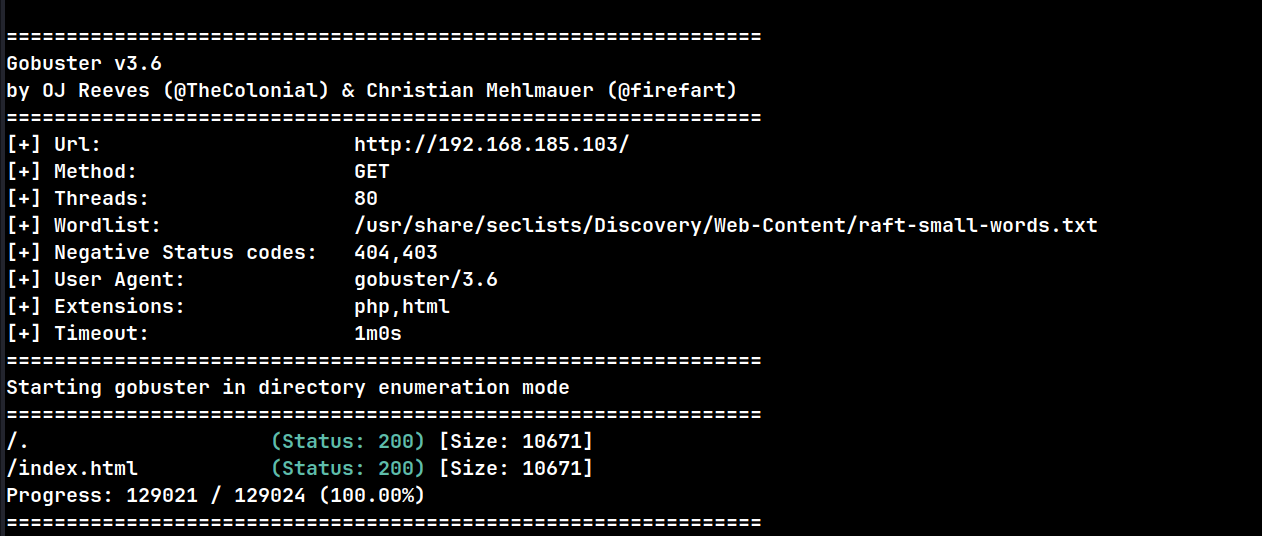 ===============================================================
Gobuster v3.6
by OJ Reeves (@TheColonial) & Christian Mehlmauer (@firefart)
===============================================================
[+] Url:                     http://192.168.185.103/
[+] Method:                  GET
[+] Threads:                 80
[+] Wordlist:                /usr/share/seclists/Discovery/Web-Content/raft-small-words.txt
[+] Negative Status codes:   404,403
[+] User Agent:              gobuster/3.6
[+] Extensions:              php,html
[+] Timeout:                 1m0s
===============================================================
Starting gobuster in directory enumeration mode
===============================================================
/.                    (Status: 200) [Size: 10671]
/index.html           (Status: 200) [Size: 10671]
Progress: 129021 / 129024 (100.00%)
===============================================================